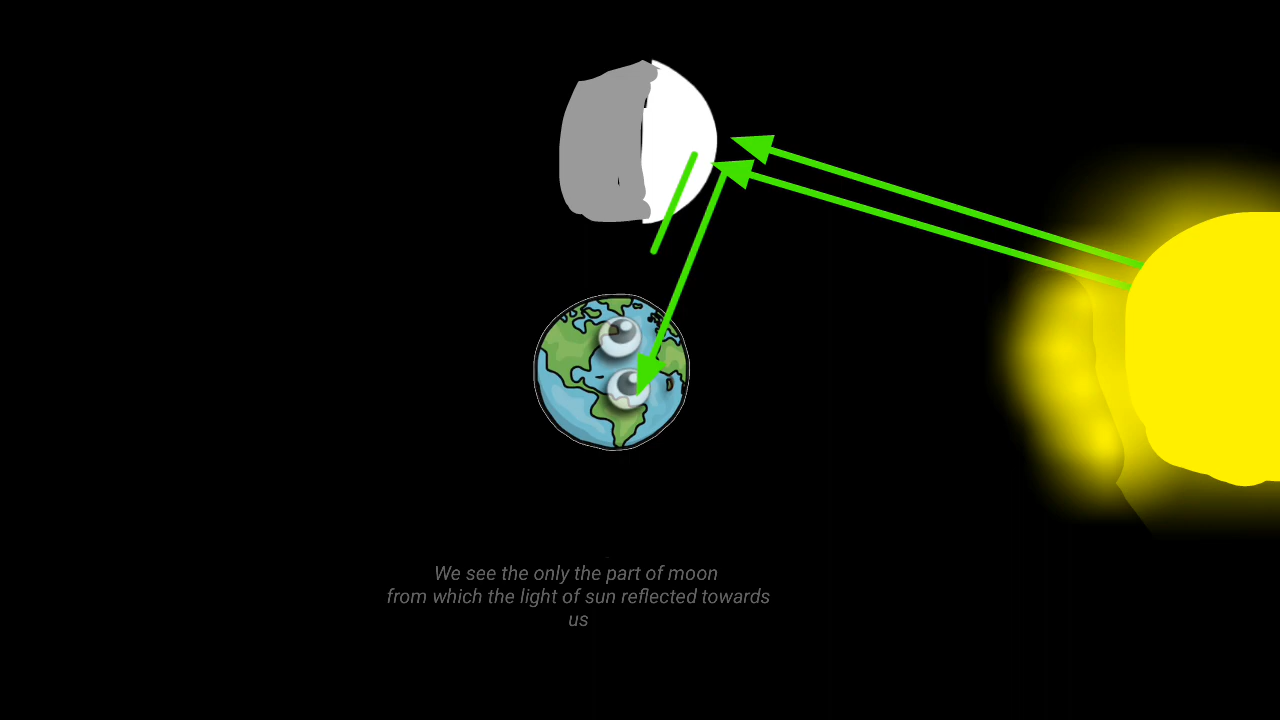 We see the only the part of moon
from which the light of sun reflected towards
us